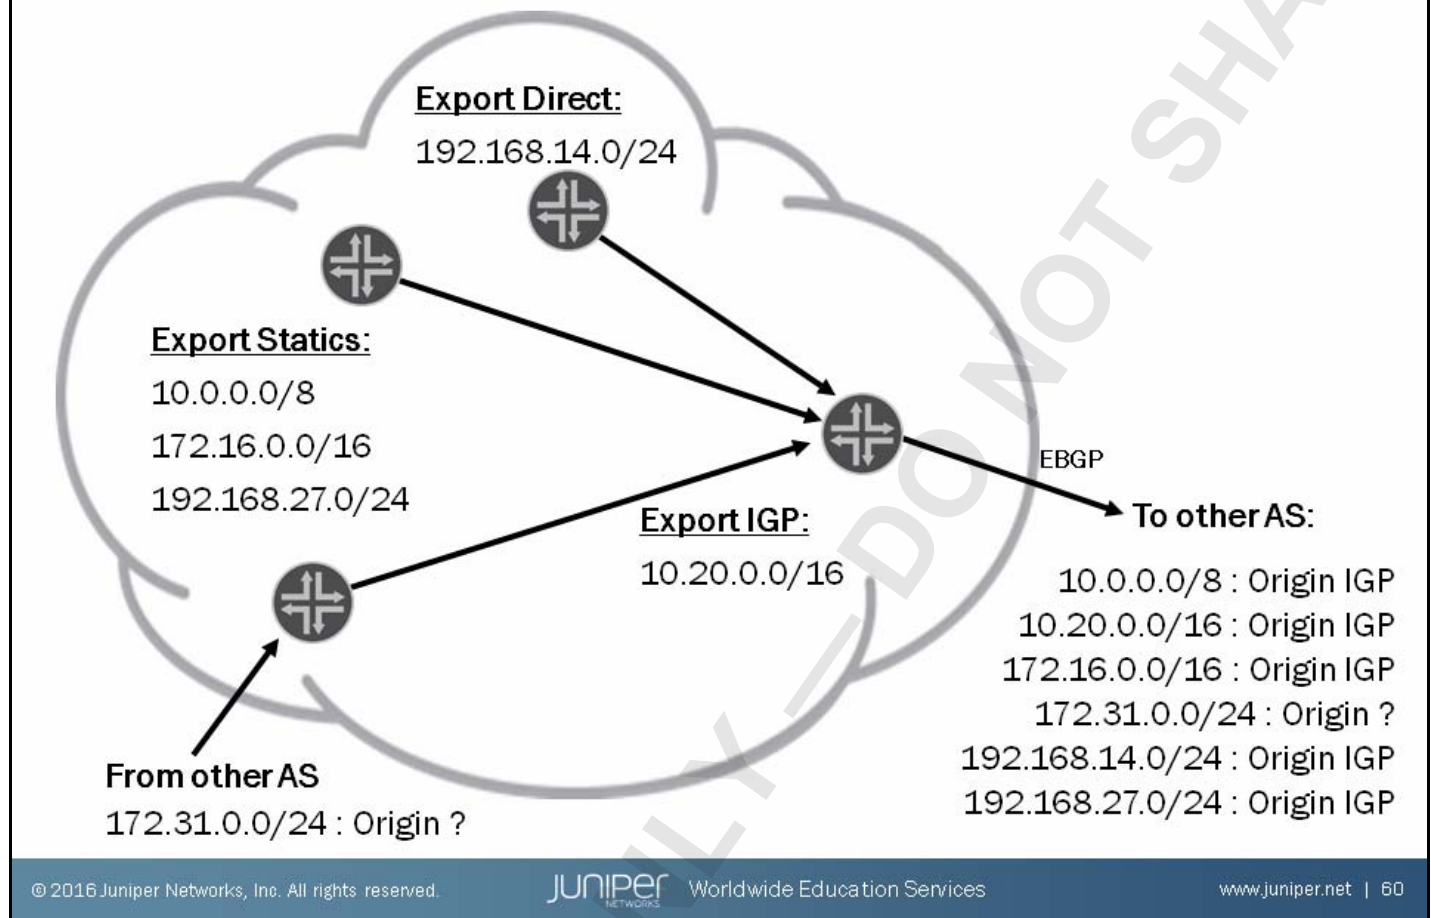 Export Direct:
192.168.14.0/24
Export Statics:
10.0.0.0/8
172.16.0.0/16
192.168.27.0/24
EBGP
Export IGP:
10.20.0.0/16
To other AS:
10.0.0.0/8 : Origin IGP
10.20.0.0/16 : Origin IGP
172.16.0.0/16 : Origin IGP
172.31.0.0/24 : Origin ?
192.168.14.0/24 : Origin IGP
192.168.27.0/24 : Origin IGP
From other AS
172.31.0.0/24 : Origin ?
NLY — DO NOT SHA
© 2016 Juniper Networks, Inc. All rights reserved.
JUNIPER NETWORKS Worldwide Education Services
www.juniper.net | 60